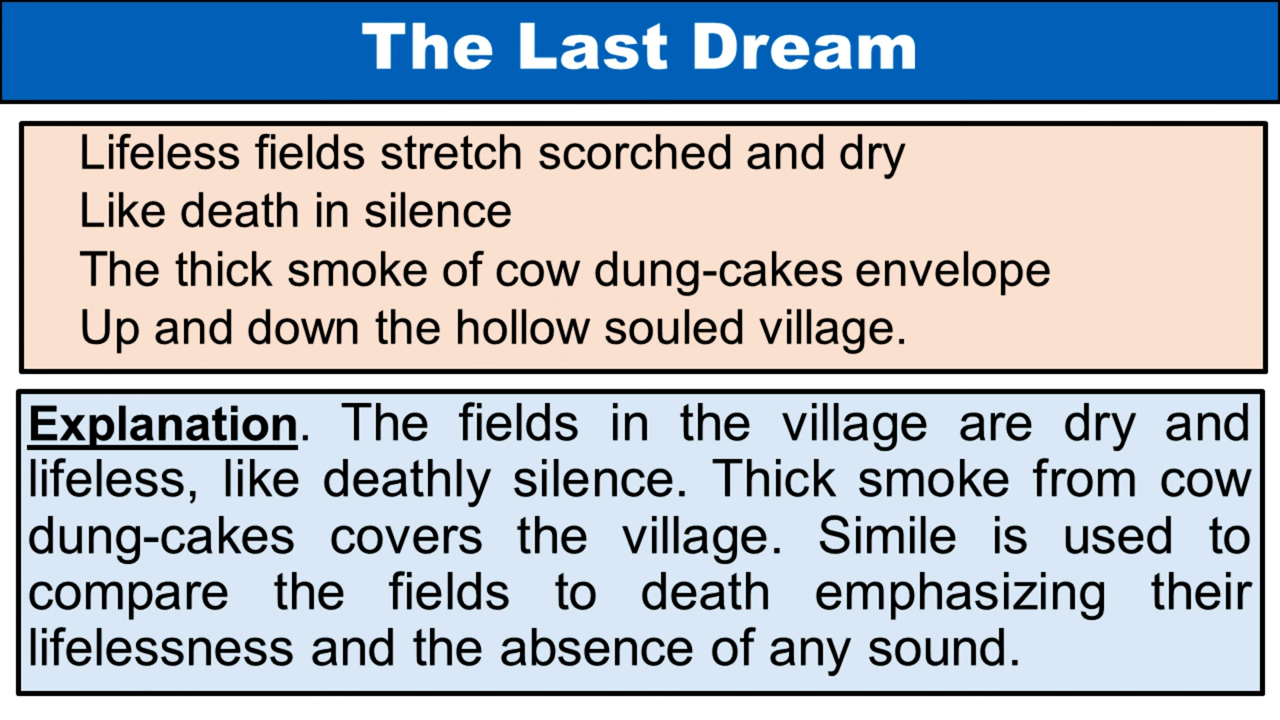 The Last Dream
Lifeless fields stretch scorched and dry
Like death in silence
The thick smoke of cow dung-cakes envelope
Up and down the hollow souled village.
Explanation. The fields in the village are dry and
lifeless, like deathly silence. Thick smoke from cow
dung-cakes covers the village. Simile is used to
compare the fields to death emphasizing their
lifelessness and the absence of any sound.